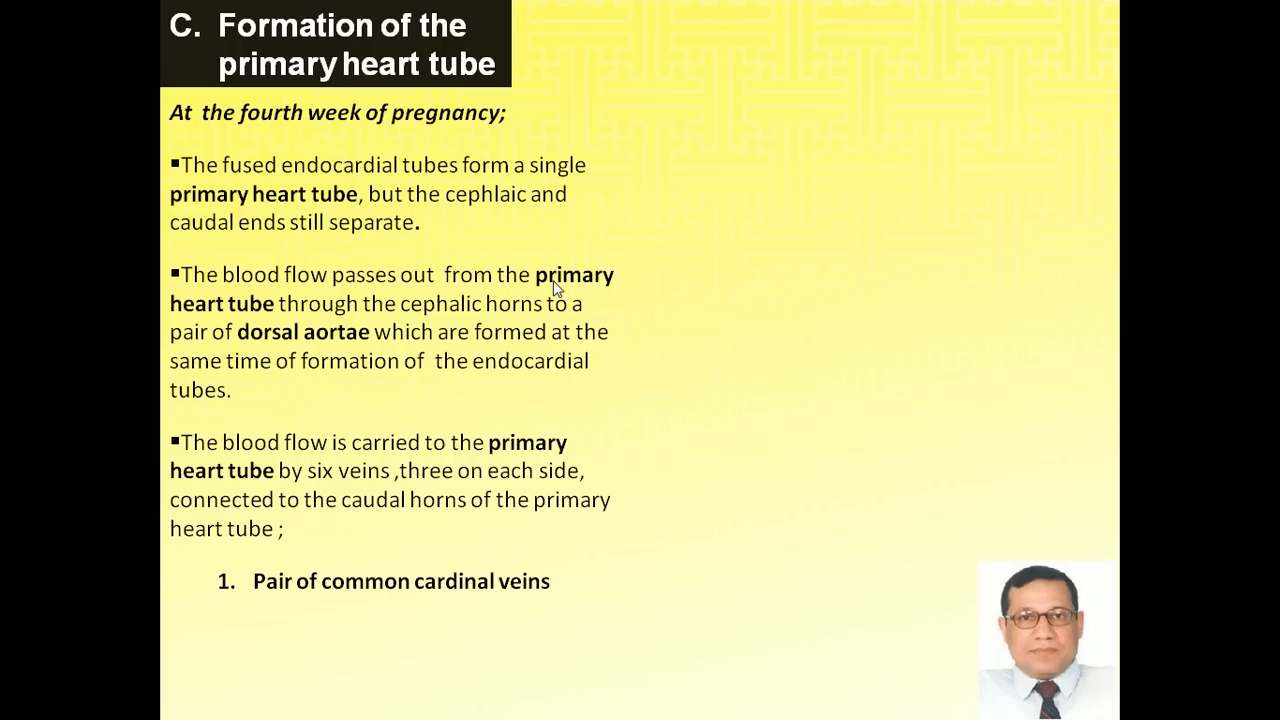 C. Formation of the
primary heart tube
At the fourth week of pregnancy;
▪The fused endocardial tubes form a single
primary heart tube, but the cephlaic and
caudal ends still separate.
▪The blood flow passes out from the primary
heart tube through the cephalic horns to a
pair of dorsal aortae which are formed at the
same time of formation of the endocardial
tubes.
▪The blood flow is carried to the primary
heart tube by six veins ,three on each side,
connected to the caudal horns of the primary
heart tube ;
1. Pair of common cardinal veins